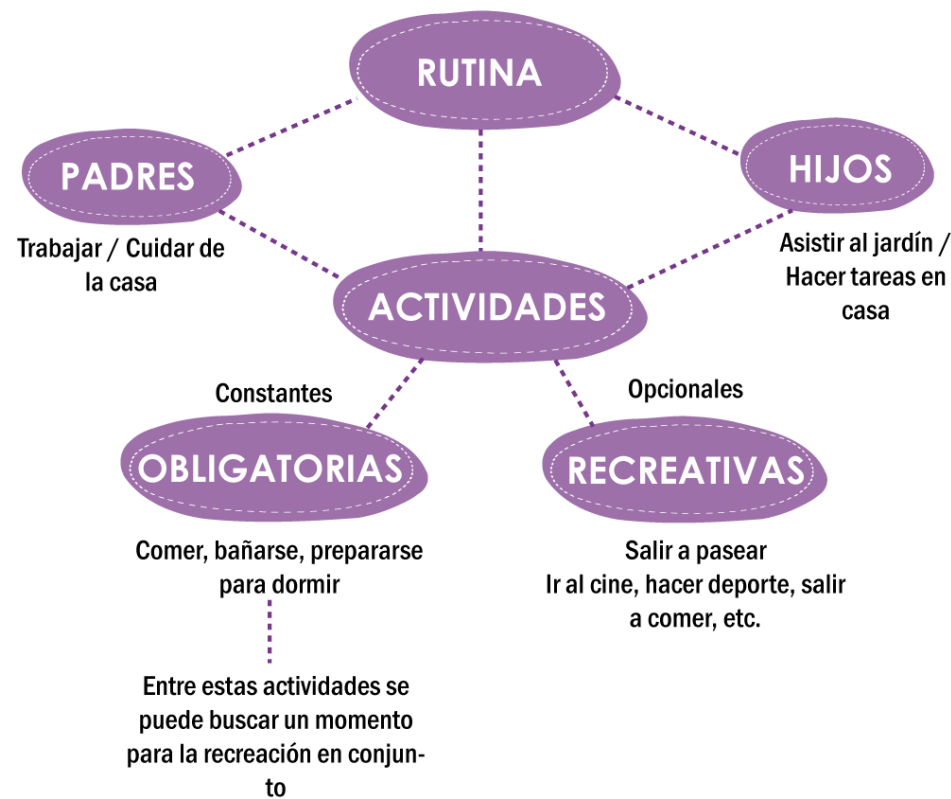 RUTINA
PADRES
HIJOS
Trabajar / Cuidar de
la casa
Asistir al jardín /
Hacer tareas en
casa
ACTIVIDADES
Constantes
Opcionales
OBLIGATORIAS
RECREATIVAS
Comer, bañarse, prepararse
para dormir
Salir a pasear
Ir al cine, hacer deporte, salir
a comer, etc.
Entre estas actividades se
puede buscar un momento
para la recreación en conjun-
to